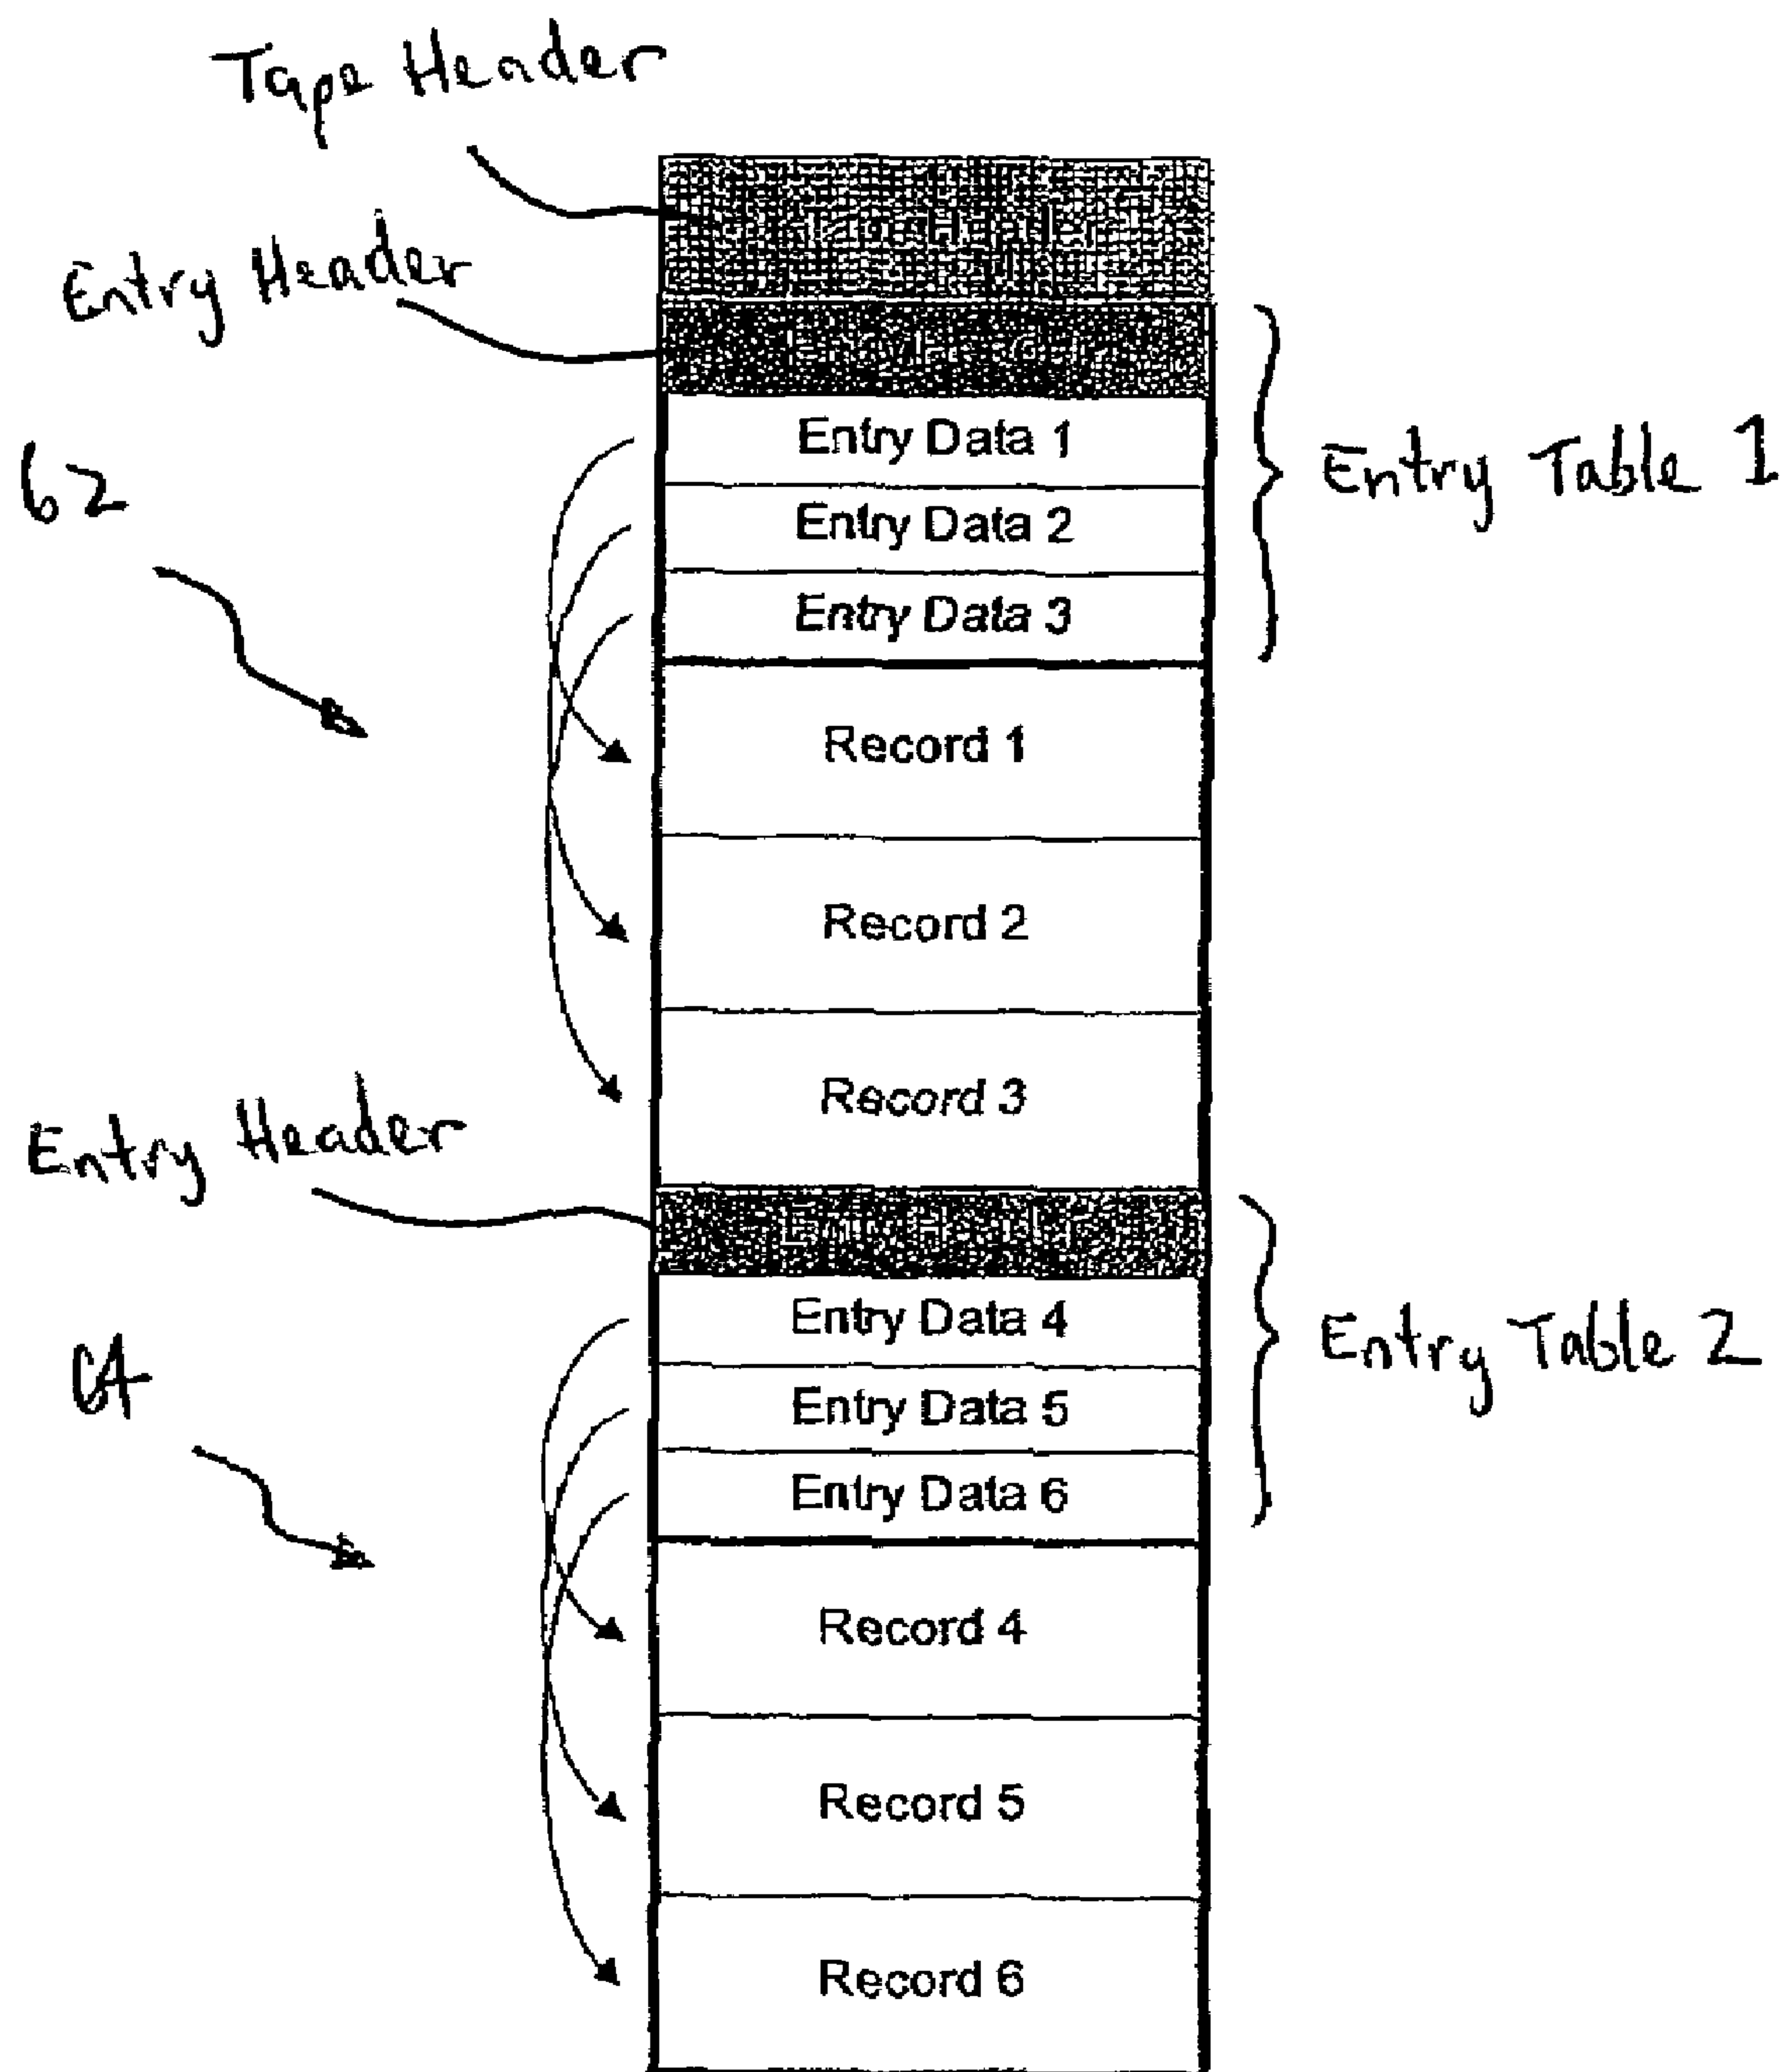 Tape Header
Entry Header
Entry Data 1
Entry Table 1
62
Entry Data 2
Entry Data 3
Record 1
Record 2
Record 3
Entry Header
Entry Data 4
Entry Table 2
64
Entry Data 5
Entry Data 6
Record 4
Record 5
Record 6